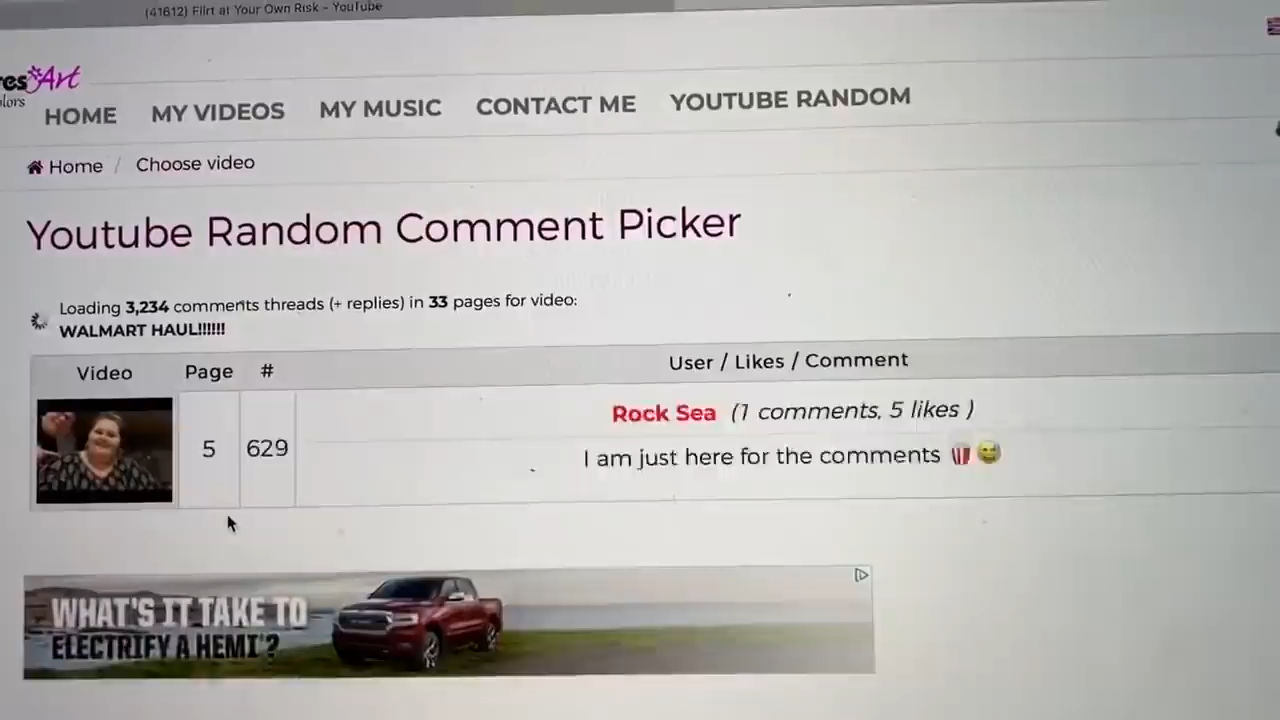 (41612) Flirt at Your Own Risk - YouTube
res Art
lors
HOME MY VIDEOS MY MUSIC CONTACT ME YOUTUBE RANDOM
Home / Choose video
Youtube Random Comment Picker
Loading 3,234 comments threads (+ replies) in 33 pages for video:
WALMART HAUL!!!!!!
Video Page # User / Likes / Comment
Rock Sea (1 comments, 5 likes )
5 629
I am just here for the comments 🍿😅
WHAT'S IT TAKE TO
ELECTRIFY A HEMI®?